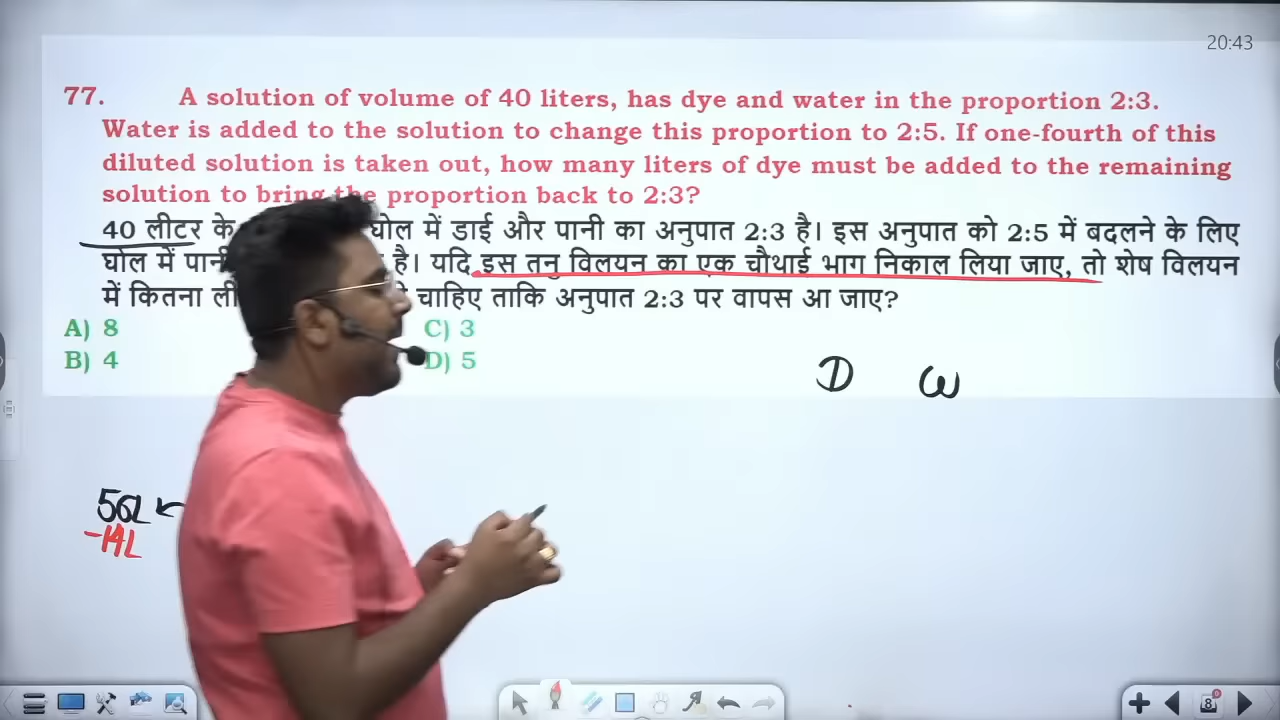 20:43
77. A solution of volume of 40 liters, has dye and water in the proportion 2:3.
Water is added to the solution to change this proportion to 2:5. If one-fourth of this
diluted solution is taken out, how many liters of dye must be added to the remaining
solution to bring the proportion back to 2:3?
40 लीटर के घोल में डाई और पानी का अनुपात 2:3 है। इस अनुपात को 2:5 में बदलने के लिए
घोल में है। यदि इस तनु विलयन का एक चौथाई भाग निकाल लिया जाए, तो शेष विलयन
में कितना चाहिए ताकि अनुपात 2:3 पर वापस आ जाए?
A) 8 C) 3
B) 4 D) 5
D W
56L
-14L
8